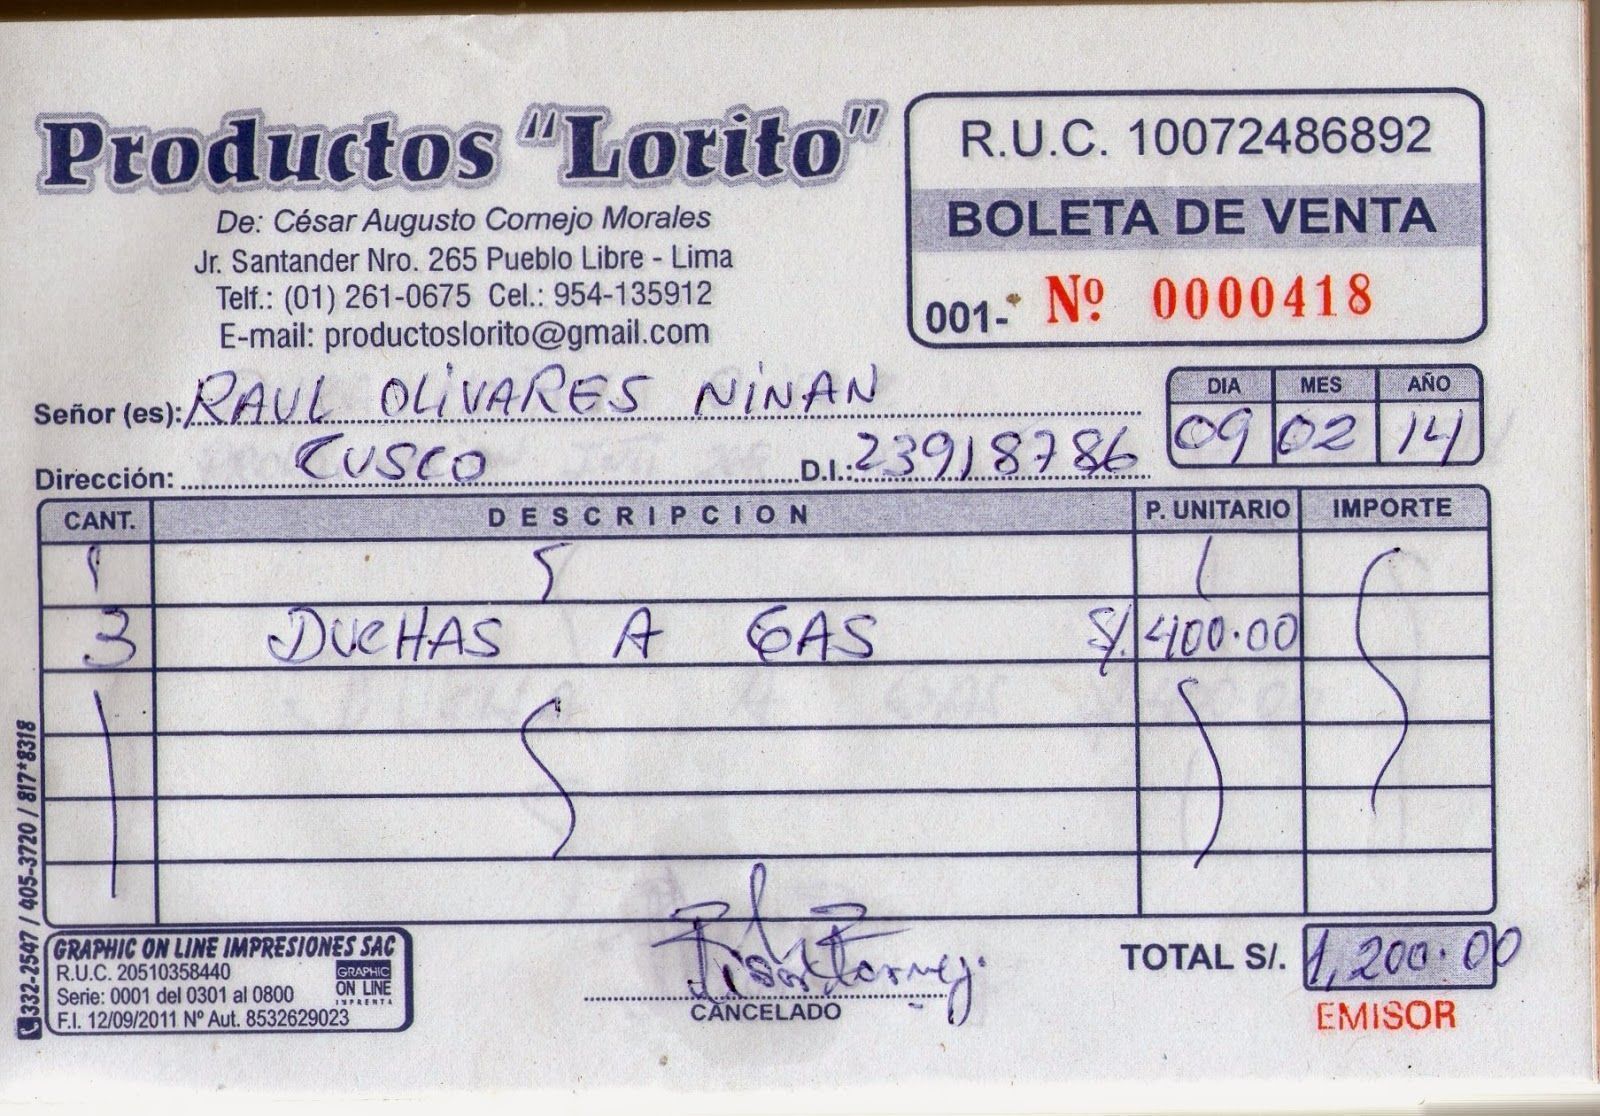 Productos "Lorito"
De: César Augusto Cornejo Morales
Jr. Santander Nro. 265 Pueblo Libre - Lima
Telf.: (01) 261-0675 Cel.: 954-135912
E-mail: productoslorito@gmail.com
R.U.C. 10072486892
BOLETA DE VENTA
001- Nº 0000418
Señor (es): RAUL OLIVARES NINAN
DIA MES AÑO
09 02 14
Dirección: CUSCO D.I.: 23918786
CANT. DESCRIPCION P. UNITARIO IMPORTE
3 DUCHAS A GAS S/. 400.00
332-2547 / 405-3720 / 817*8318
GRAPHIC ON LINE IMPRESIONES SAC
R.U.C. 20510358440
Serie: 0001 del 0301 al 0800
F.I. 12/09/2011 Nº Aut. 8532629023
GRAPHIC
ON LINE
IMPRENTA
CANCELADO
TOTAL S/. 1,200.00
EMISOR